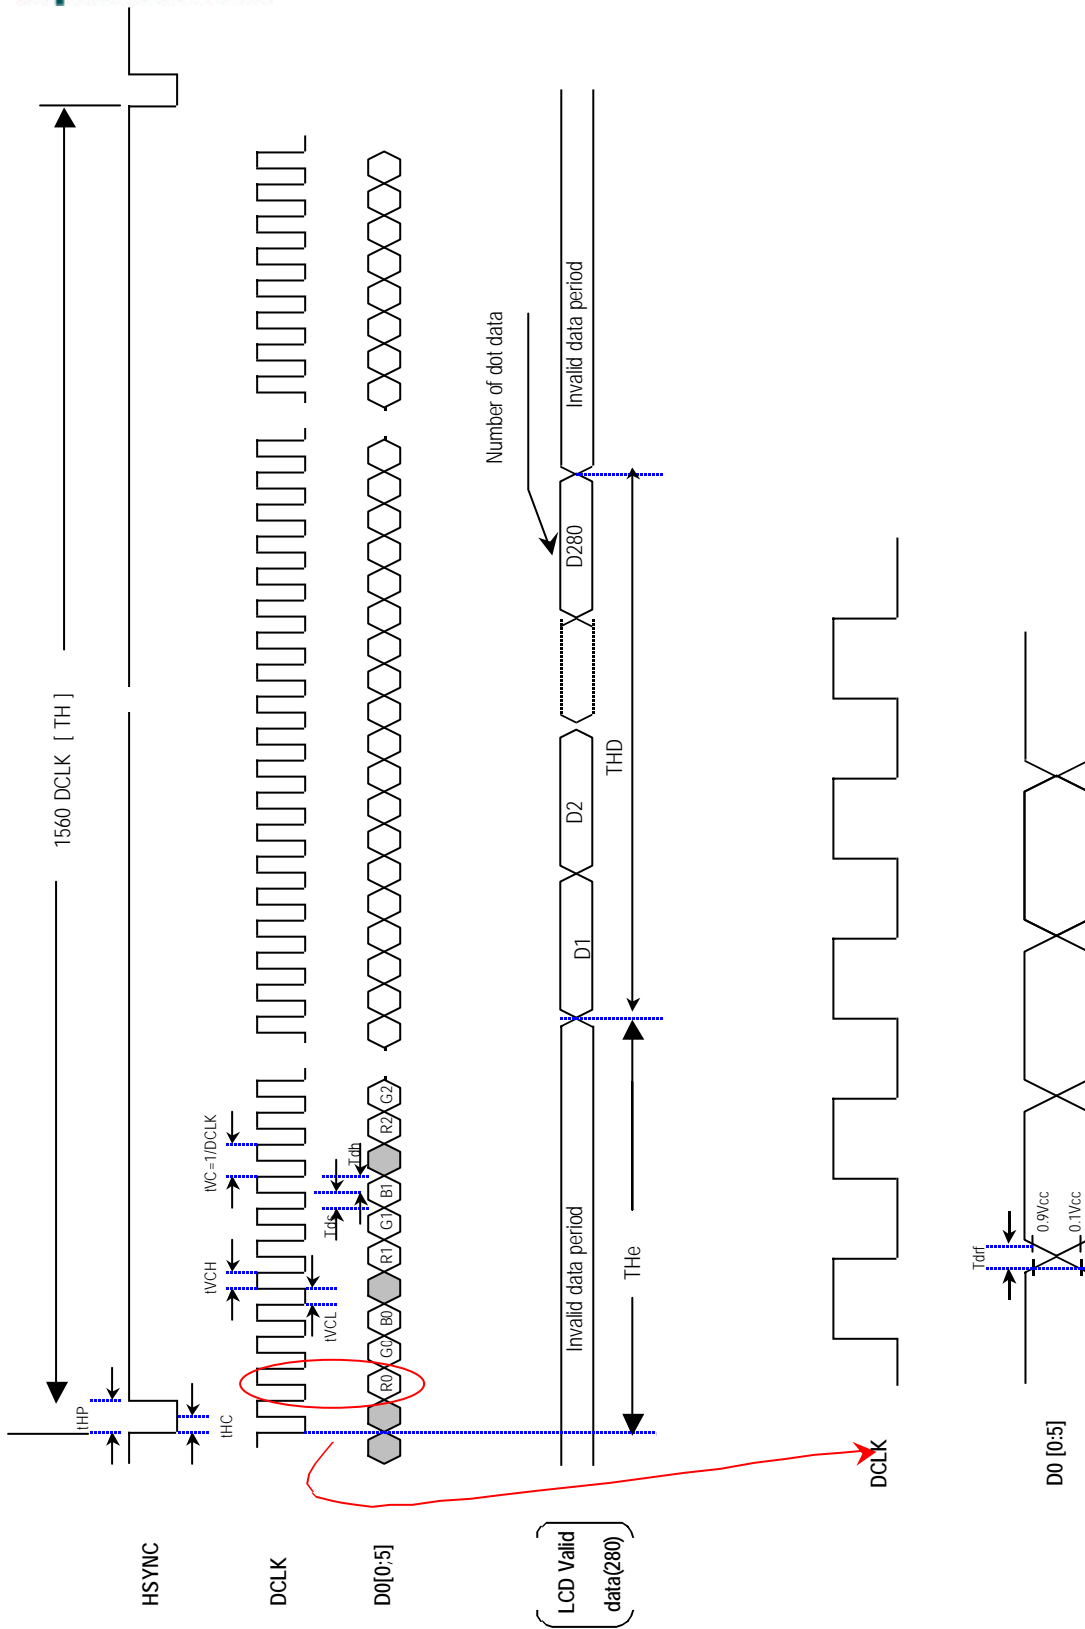 1560 DCLK [ TH ]
HSYNC
tHP
tHC
DCLK
tVCH
tVC=1/DCLK
tVCL
Tds
Tdh
D0[0;5]
R0 G0 B0 R1 G1 B1 R2 G2
Number of dot data
LCD Valid
data(280)
Invalid data period D1 D2 D280 Invalid data period
THe THD
DCLK
Tdrf
0.9Vcc
0.1Vcc
D0 [0:5]